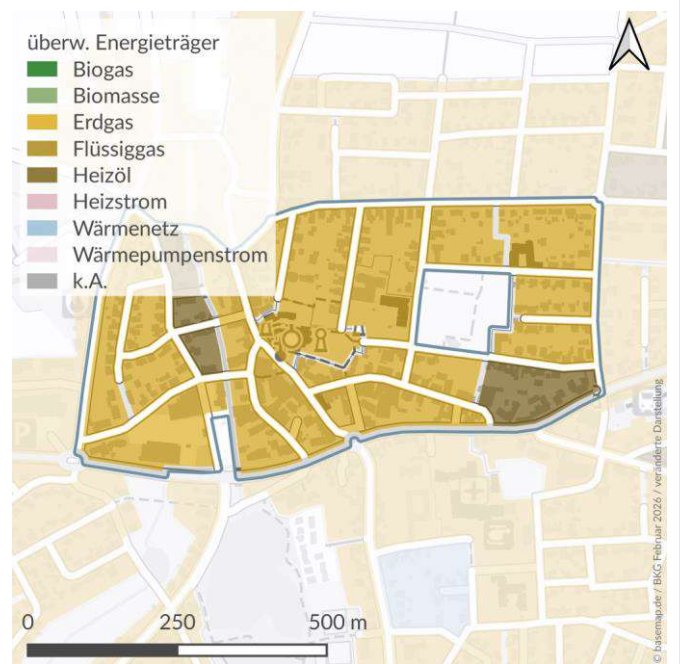 überw. Energieträger
Biogas
Biomasse
Erdgas
Flüssiggas
Heizöl
Heizstrom
Wärmenetz
Wärmepumpenstrom
k.A.
P
0 250 500 m
© basemap.de / BKG Februar 2026 / veränderte Darstellung